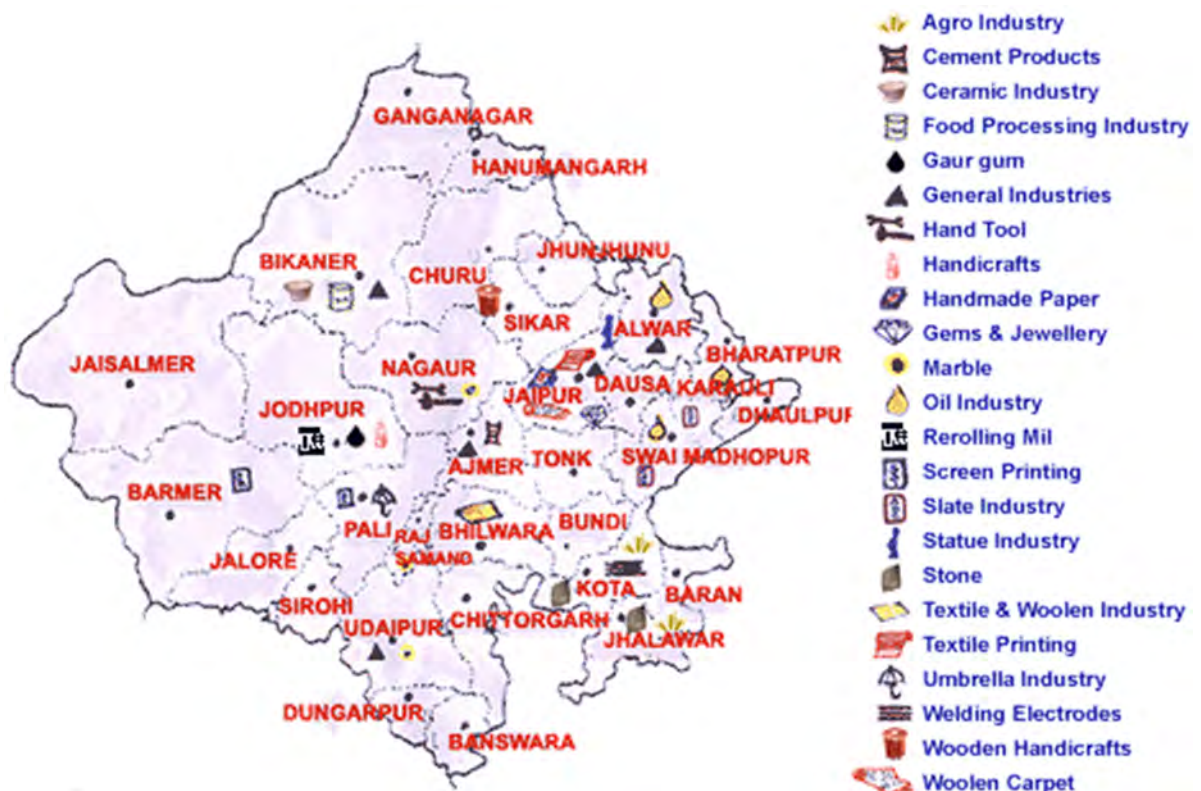 GANGANAGAR
HANUMANGARH
JHUNJHUNU
BIKANER
CHURU
SIKAR
ALWAR
BHARATPUR
JAISALMER
NAGAUR
JAIPUR
DAUSA
KARAULI
DHAULPUR
JODHPUR
AJMER
TONK
SWAI MADHOPUR
BARMER
PALI
RAJ
SAMAND
BHILWARA
BUNDI
JALORE
KOTA
BARAN
SIROHI
UDAIPUR
CHITTORGARH
JHALAWAR
DUNGARPUR
BANSWARA
Agro Industry
Cement Products
Ceramic Industry
Food Processing Industry
Gaur gum
General Industries
Hand Tool
Handicrafts
Handmade Paper
Gems & Jewellery
Marble
Oil Industry
Rerolling Mil
Screen Printing
Slate Industry
Statue Industry
Stone
Textile & Woolen Industry
Textile Printing
Umbrella Industry
Welding Electrodes
Wooden Handicrafts
Woolen Carpet